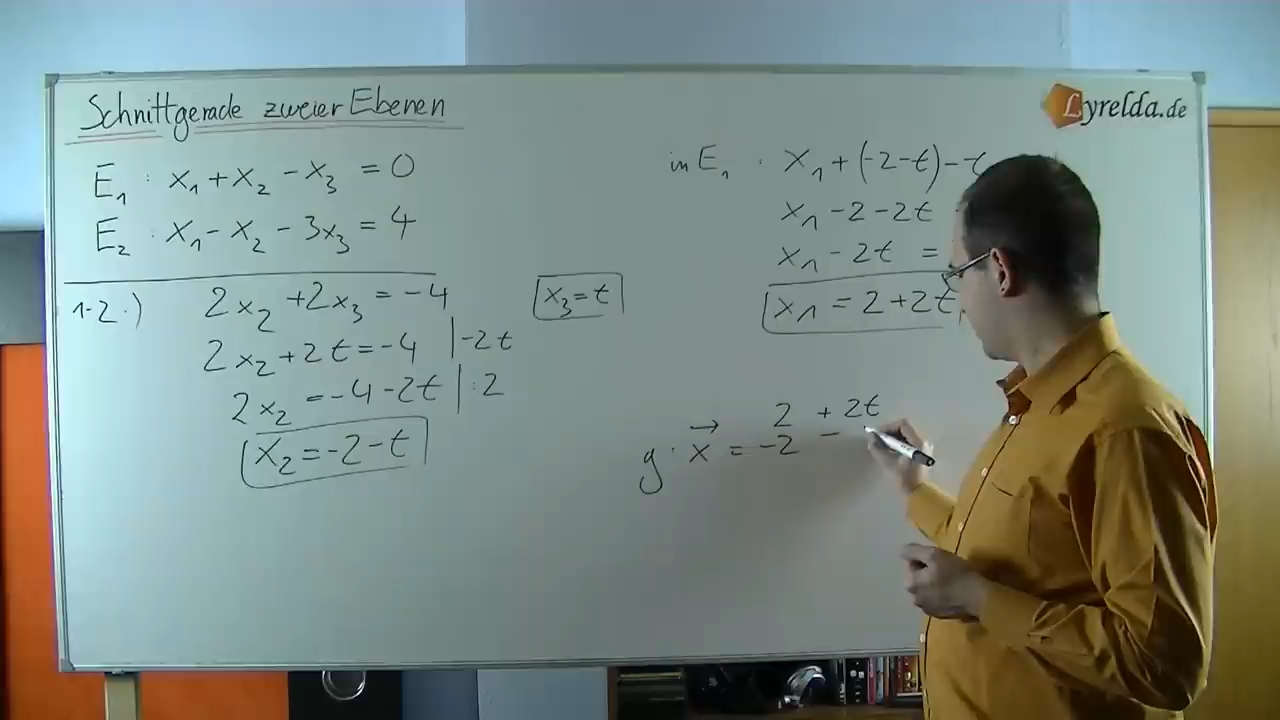 Schnittgerade zweier Ebenen
E₁ : x₁ + x₂ - x₃ = 0
E₂ : x₁ - x₂ - 3x₃ = 4
1-2.) 2x₂ + 2x₃ = -4
x₃ = t
2x₂ + 2t = -4 | -2t
2x₂ = -4 - 2t | :2
x₂ = -2 - t
Lyrelda.de
in E₁ : x₁ + (-2 - t) - t
x₁ - 2 - 2t
x₁ - 2t =
x₁ = 2 + 2t
2 + 2t
g: x⃗ = -2 -